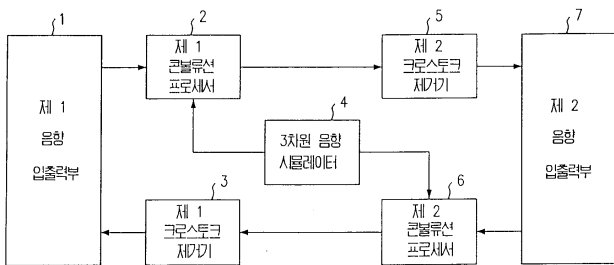 1
제 1
음향
입출력부
2
제 1
콘볼류션
프로세서
5
제 2
크로스토크
제거기
7
제 2
음향
입출력부
4
3차원 음향
시뮬레이터
3
제 1
크로스토크
제거기
6
제 2
콘볼류션
프로세서